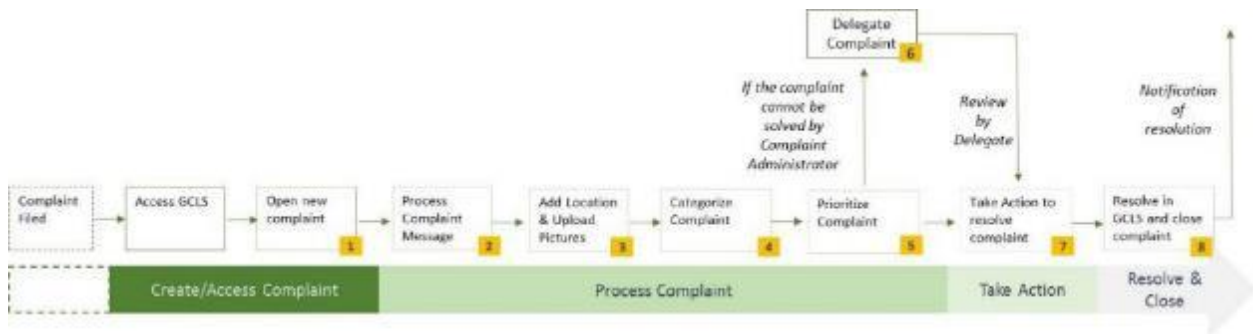 Delegate
Complaint
6
If the complaint
cannot be
solved by
Complaint
Administrator
Review
by
Delegate
Notification
of
resolution
Complaint
Filed
Access GCLS
Open new
complaint
1
Process
Complaint
Message
2
Add Location
& Upload
Pictures
3
Categorize
Complaint
4
Prioritize
Complaint
5
Take Action to
resolve
complaint
7
Resolve in
GCLS and close
complaint
8
Create/Access Complaint
Process Complaint
Take Action
Resolve &
Close